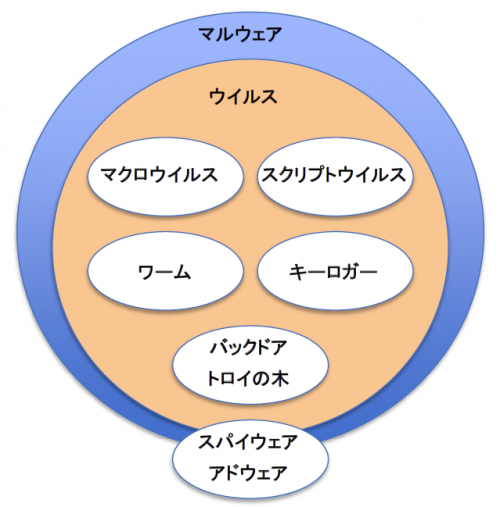 マルウェア
ウイルス
マクロウイルス
スクリプトウイルス
ワーム
キーロガー
バックドア
トロイの木
スパイウェア
アドウェア